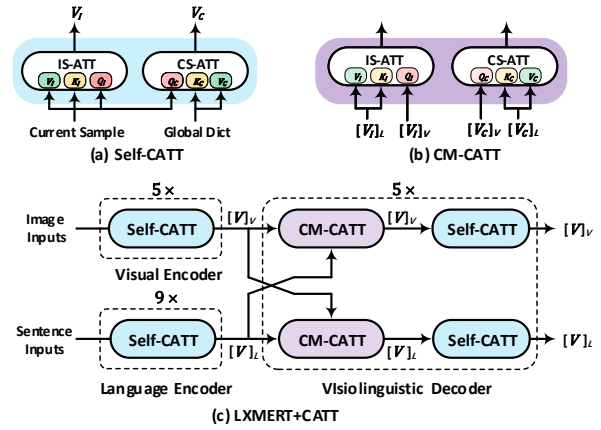 V_I V_C
IS-ATT CS-ATT
V_I K_I Q_I Q_C K_C V_C
Current Sample Global Dict
(a) Self-CATT
IS-ATT CS-ATT
V_I K_I Q_I Q_C K_C V_C
[V_I]_L [V_I]_V [V_C]_V [V_C]_L
(b) CM-CATT
5 × 5 ×
Image Inputs Self-CATT [V]_V CM-CATT [V]_V Self-CATT [V]_V
Visual Encoder
9 ×
Sentence Inputs Self-CATT [V]_L CM-CATT [V]_L Self-CATT [V]_L
Language Encoder VIsiolinguistic Decoder
(c) LXMERT+CATT